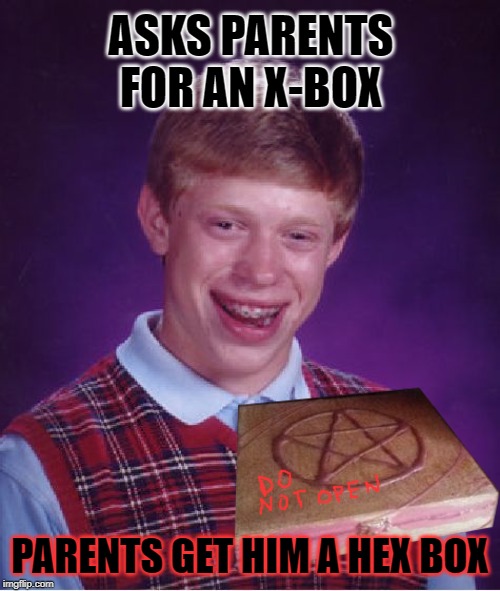 ASKS PARENTS
FOR AN X-BOX
DO
NOT OPEN
PARENTS GET HIM A HEX BOX
imgflip.com